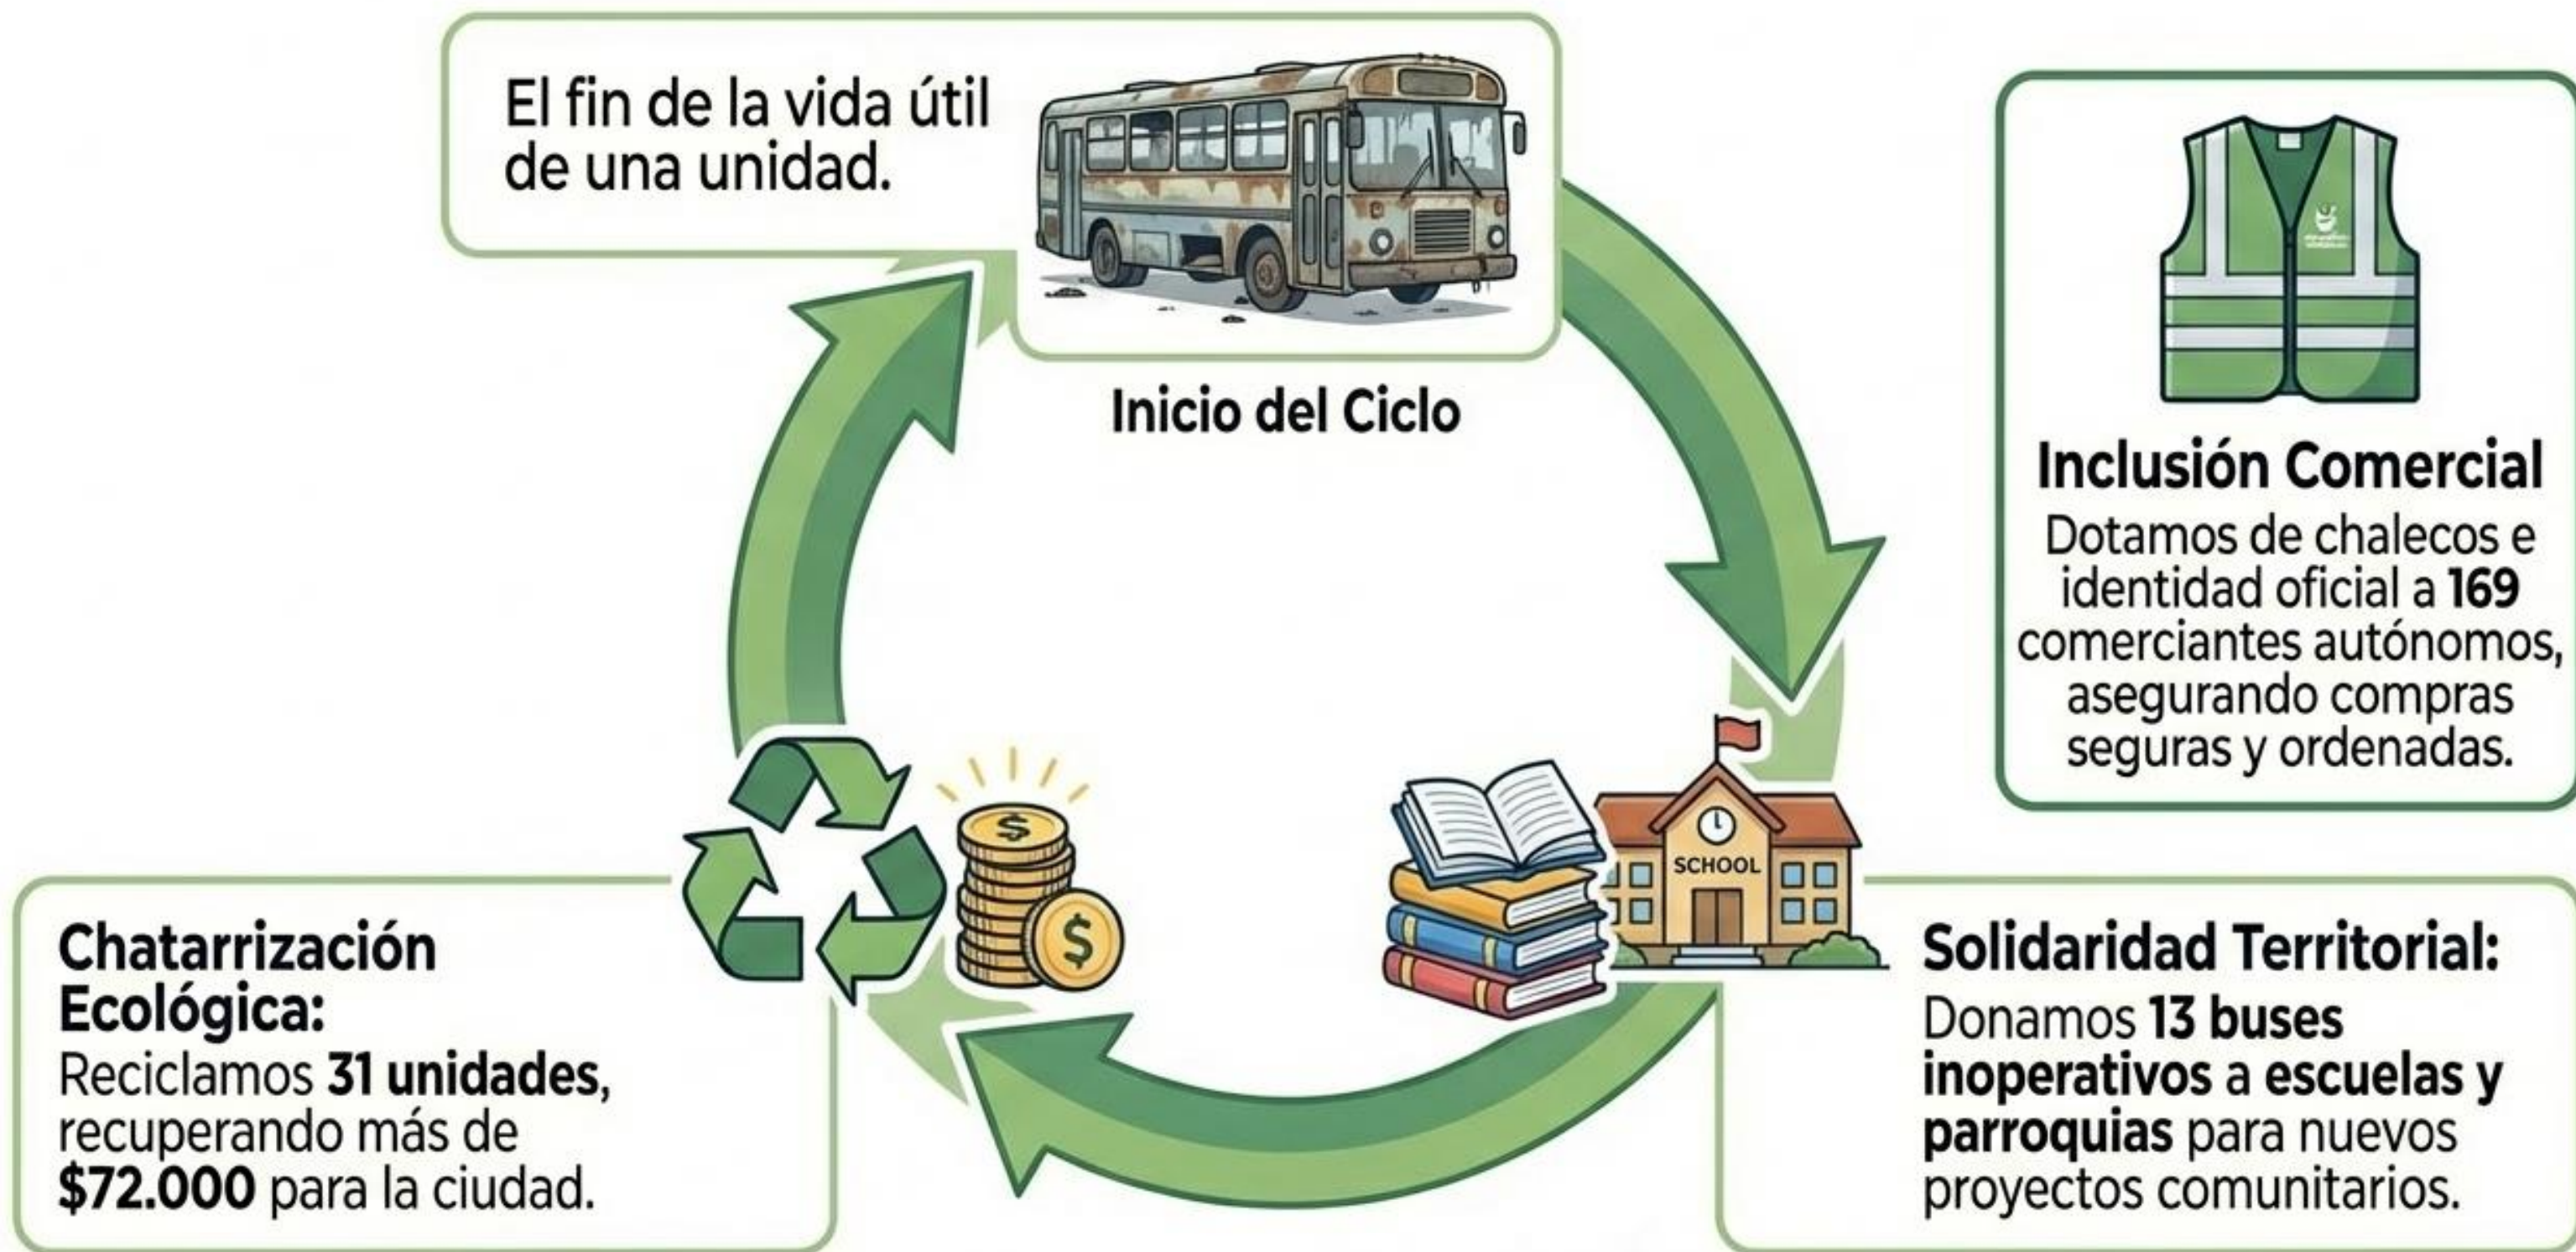 El fin de la vida útil
de una unidad.
Inicio del Ciclo
Inclusión Comercial
Dotamos de chalecos e
identidad oficial a 169
comerciantes autónomos,
asegurando compras
seguras y ordenadas.
SCHOOL
Chatarrización
Ecológica:
Reciclamos 31 unidades,
recuperando más de
$72.000 para la ciudad.
Solidaridad Territorial:
Donamos 13 buses
inoperativos a escuelas y
parroquias para nuevos
proyectos comunitarios.